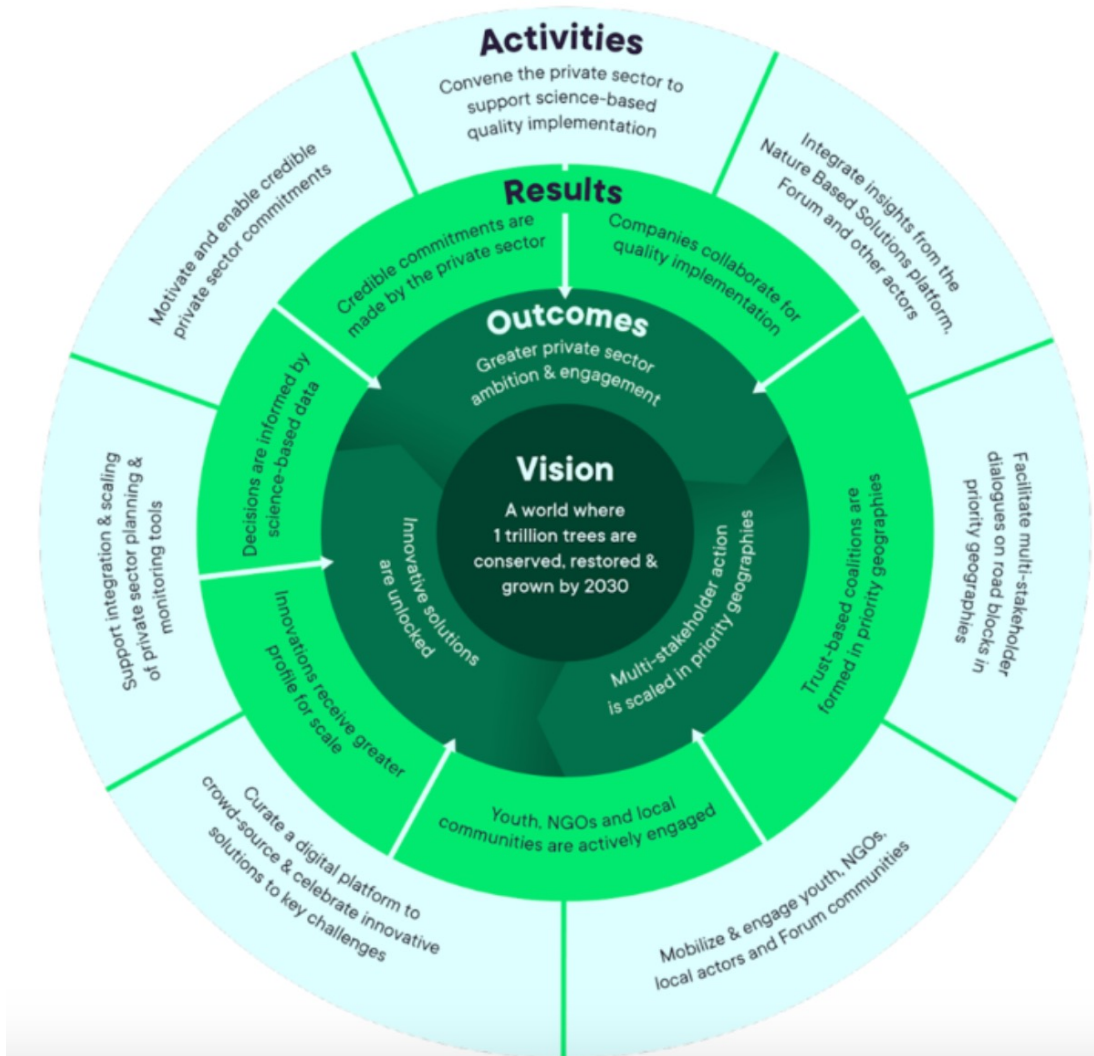 Activities
Convene the private sector to
support science-based
quality implementation
Integrate insights from the
Nature Based Solutions platform,
Forum and other actors
Facilitate multi-stakeholder
dialogues on road blocks in
priority geographies
Mobilize & engage youth, NGOs,
local actors and Forum communities
Curate a digital platform to
crowd-source & celebrate innovative
solutions to key challenges
Support integration & scaling
of private sector planning &
monitoring tools
Motivate and enable credible
private sector commitments
Results
Companies collaborate for
quality implementation
Trust-based coalitions are
formed in priority geographies
Youth, NGOs and local
communities are actively engaged
Innovations receive greater
profile for scale
Decisions are informed by
science-based data
Credible commitments are
made by the private sector
Outcomes
Greater private sector
ambition & engagement
Multi-stakeholder action
is scaled in priority geographies
Innovative solutions
are unlocked
Vision
A world where
1 trillion trees are
conserved, restored &
grown by 2030